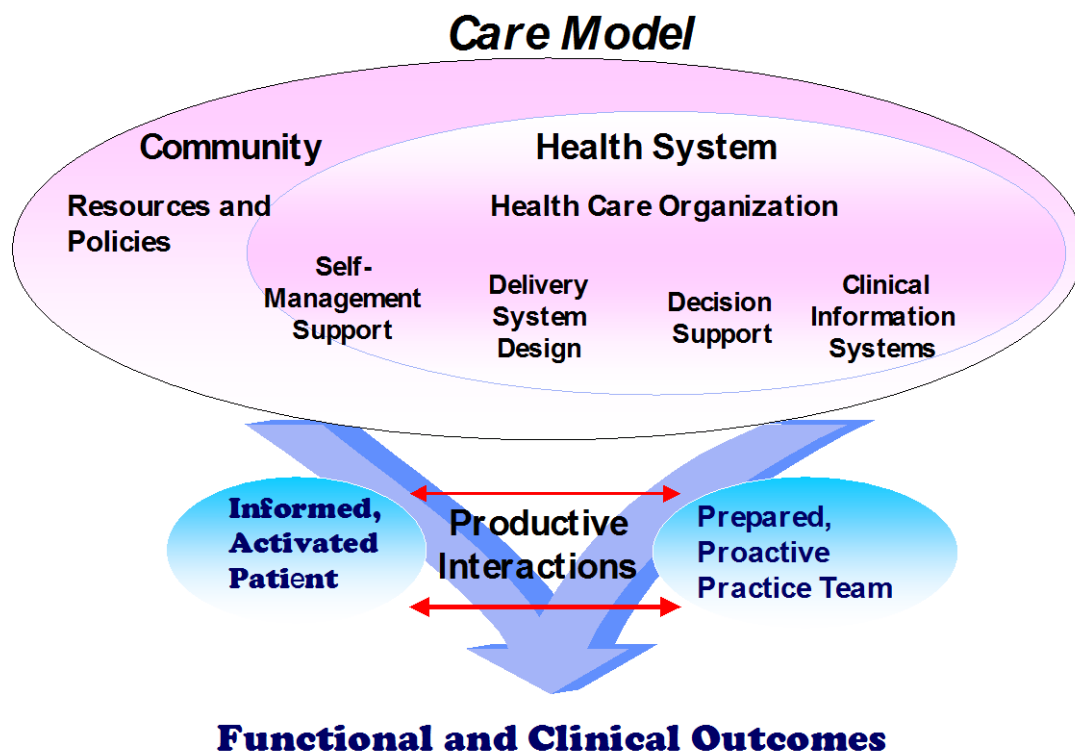 Care Model
Community
Health System
Resources and
Policies
Health Care Organization
Self-
Management
Support
Delivery
System
Design
Decision
Support
Clinical
Information
Systems
Informed,
Activated
Patient
Productive
Interactions
Prepared,
Proactive
Practice Team
Functional and Clinical Outcomes